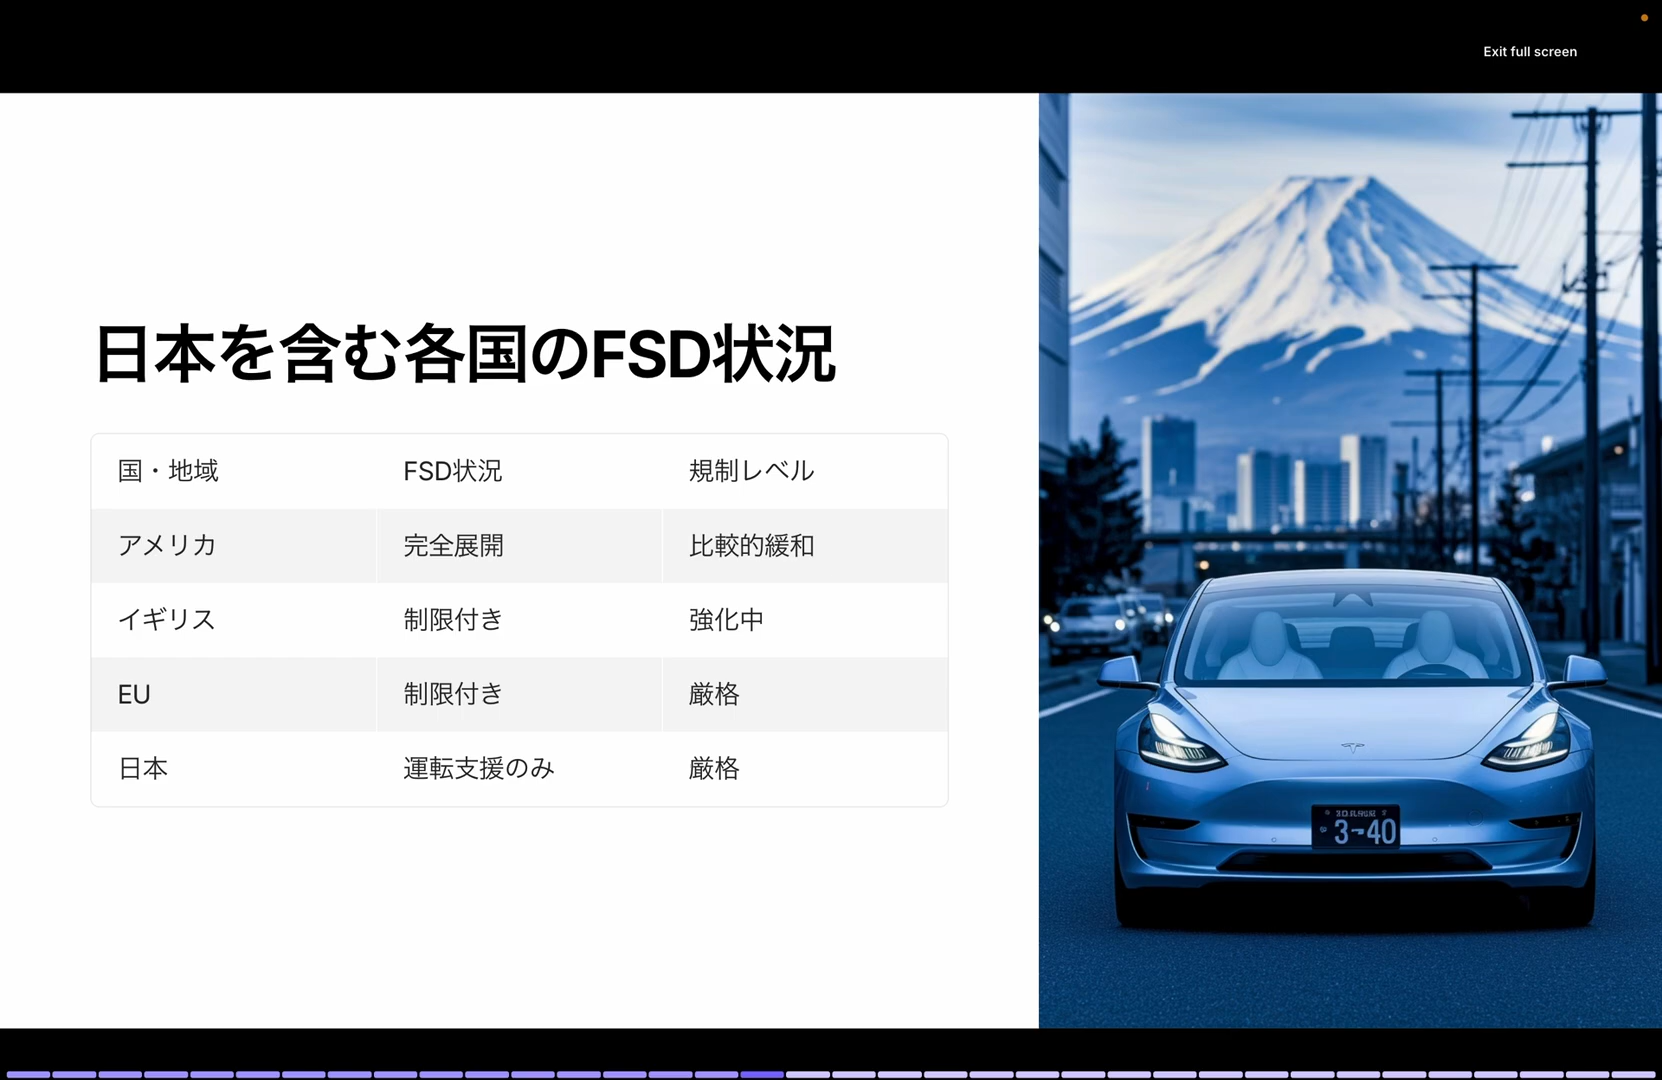 Exit full screen
日本を含む各国のFSD状況
国・地域 FSD状況 規制レベル
アメリカ 完全展開 比較的緩和
イギリス 制限付き 強化中
EU 制限付き 厳格
日本 運転支援のみ 厳格
3-40